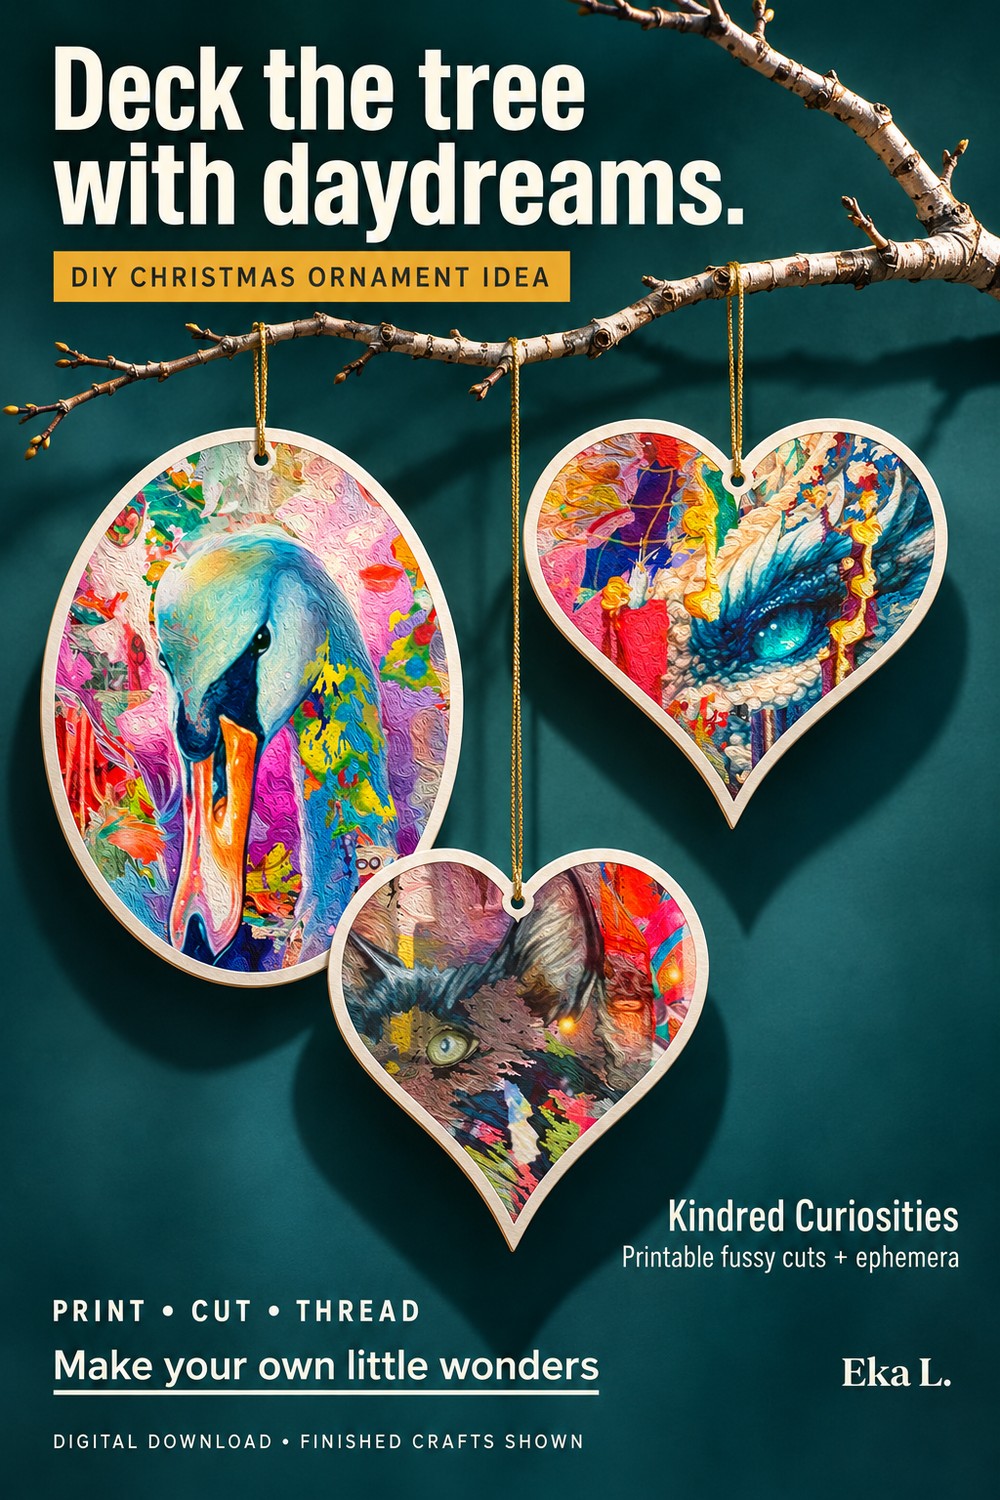 Deck the tree
with daydreams.
DIY CHRISTMAS ORNAMENT IDEA
Kindred Curiosities
Printable fussy cuts + ephemera
PRINT • CUT • THREAD
Make your own little wonders
Eka L.
DIGITAL DOWNLOAD • FINISHED CRAFTS SHOWN